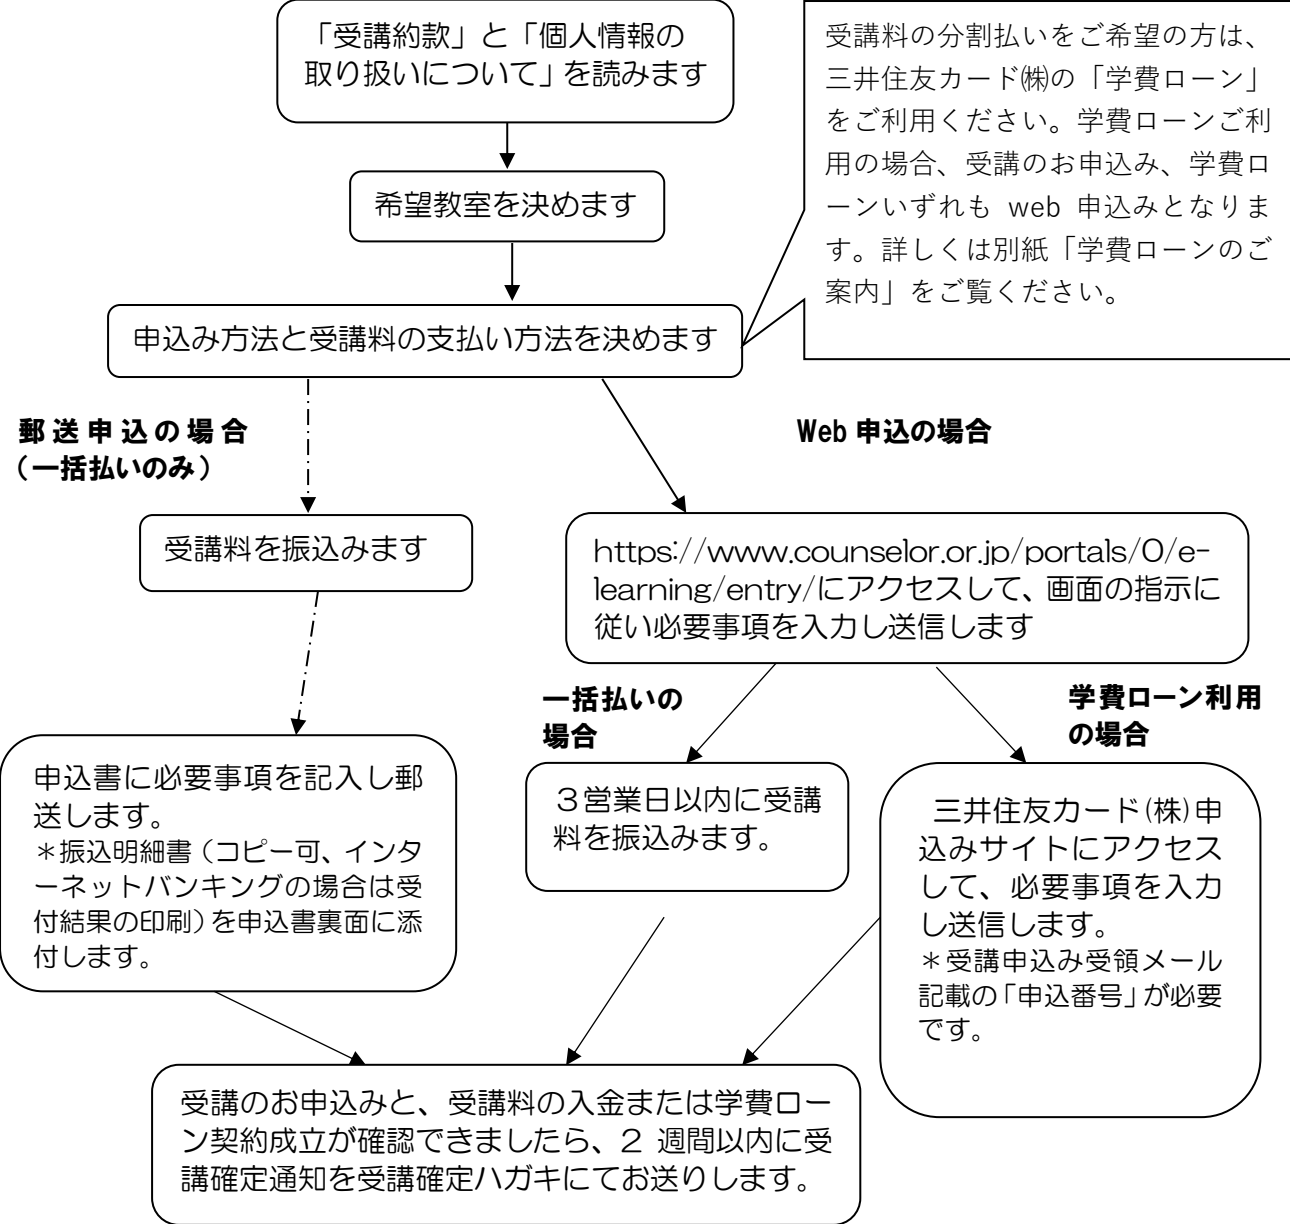 「受講約款」と「個人情報の
取り扱いについて」を読みます
受講料の分割払いをご希望の方は、
三井住友カード㈱の「学費ローン」
をご利用ください。学費ローンご利
用の場合、受講のお申込み、学費ロ
ーンいずれも web 申込みとなりま
す。詳しくは別紙「学費ローンのご
案内」をご覧ください。
希望教室を決めます
申込み方法と受講料の支払い方法を決めます
郵送申込の場合
（一括払いのみ）
Web 申込の場合
受講料を振込みます
https://www.counselor.or.jp/portals/0/e-
learning/entry/にアクセスして、画面の指示に
従い必要事項を入力し送信します
一括払いの
場合
学費ローン利用
の場合
申込書に必要事項を記入し郵
送します。
＊振込明細書（コピー可、インタ
ーネットバンキングの場合は受
付結果の印刷）を申込書裏面に添
付します。
３営業日以内に受講
料を振込みます。
三井住友カード(株)申
込みサイトにアクセス
して、必要事項を入力
し送信します。
＊受講申込み受領メール
記載の「申込番号」が必要
です。
受講のお申込みと、受講料の入金または学費ロー
ン契約成立が確認できましたら、２ 週間以内に受
講確定通知を受講確定ハガキにてお送りします。